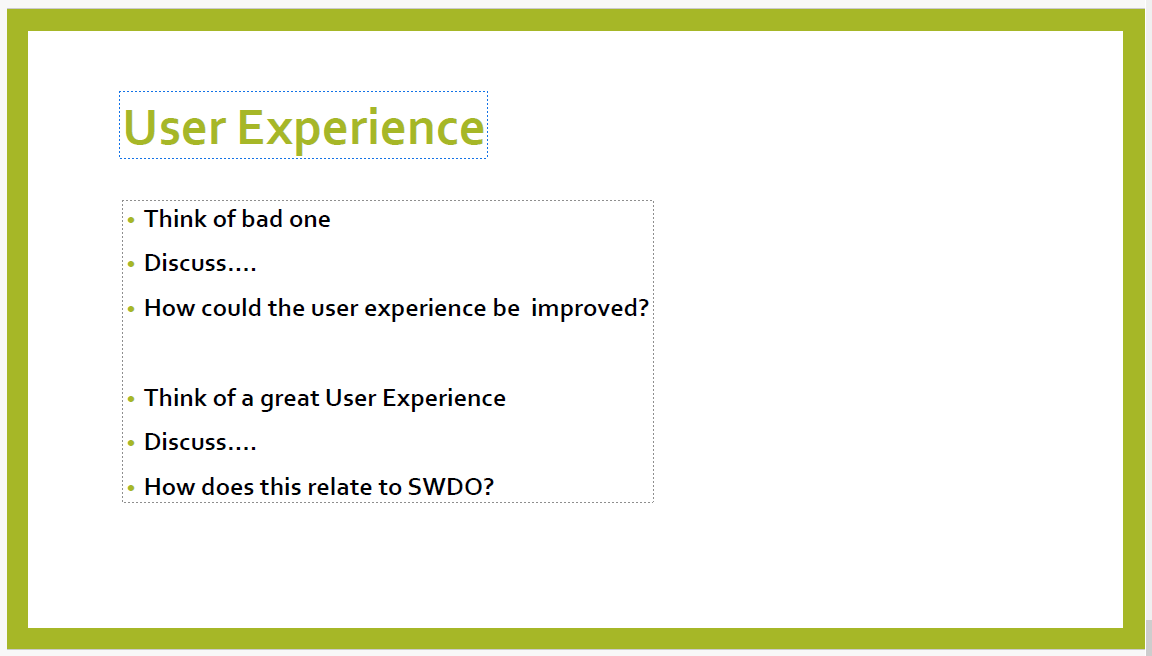 User Experience
• Think of bad one
• Discuss....
• How could the user experience be  improved?
• Think of a great User Experience
• Discuss....
• How does this relate to SWDO?